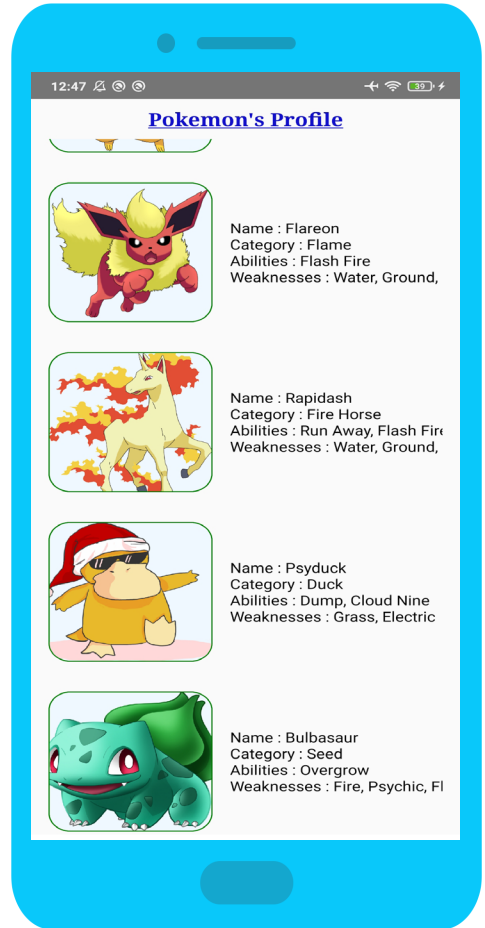 12:47
39
Pokemon's Profile
Name : Flareon
Category : Flame
Abilities : Flash Fire
Weaknesses : Water, Ground,
Name : Rapidash
Category : Fire Horse
Abilities : Run Away, Flash Fire
Weaknesses : Water, Ground,
Name : Psyduck
Category : Duck
Abilities : Dump, Cloud Nine
Weaknesses : Grass, Electric
Name : Bulbasaur
Category : Seed
Abilities : Overgrow
Weaknesses : Fire, Psychic, Fl